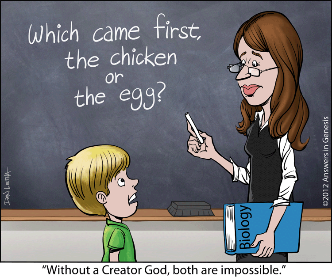 Which came first,
the chicken
or
the egg?
Biology
©2012 Answers in Genesis
"Without a Creator God, both are impossible."